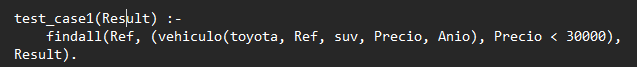 test_case1(Result) :-
    findall(Ref, (vehiculo(toyota, Ref, suv, Precio, Anio), Precio < 30000),
Result).